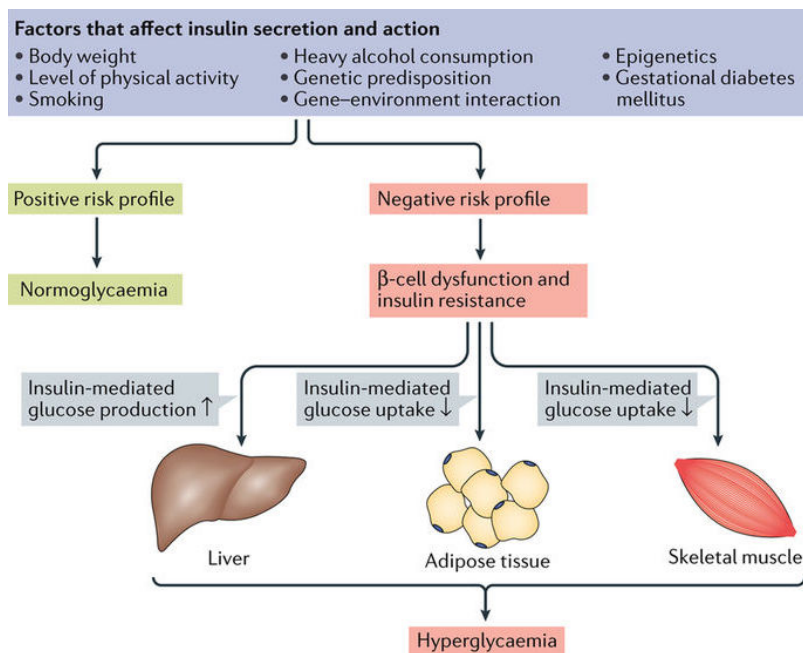 Factors that affect insulin secretion and action
• Body weight
• Level of physical activity
• Smoking
• Heavy alcohol consumption
• Genetic predisposition
• Gene–environment interaction
• Epigenetics
• Gestational diabetes
mellitus
Positive risk profile
Negative risk profile
Normoglycaemia
β-cell dysfunction and
insulin resistance
Insulin-mediated
glucose production ↑
Insulin-mediated
glucose uptake ↓
Insulin-mediated
glucose uptake ↓
Liver
Adipose tissue
Skeletal muscle
Hyperglycaemia